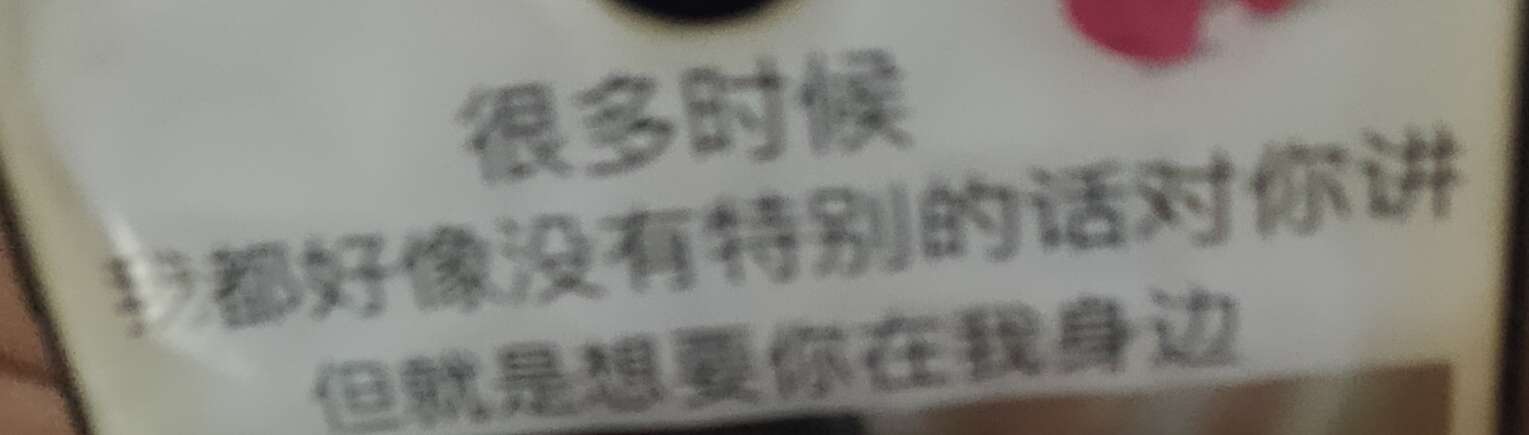 很多时候
我都好像没有特别的话对你讲
但就是想要你在我身边